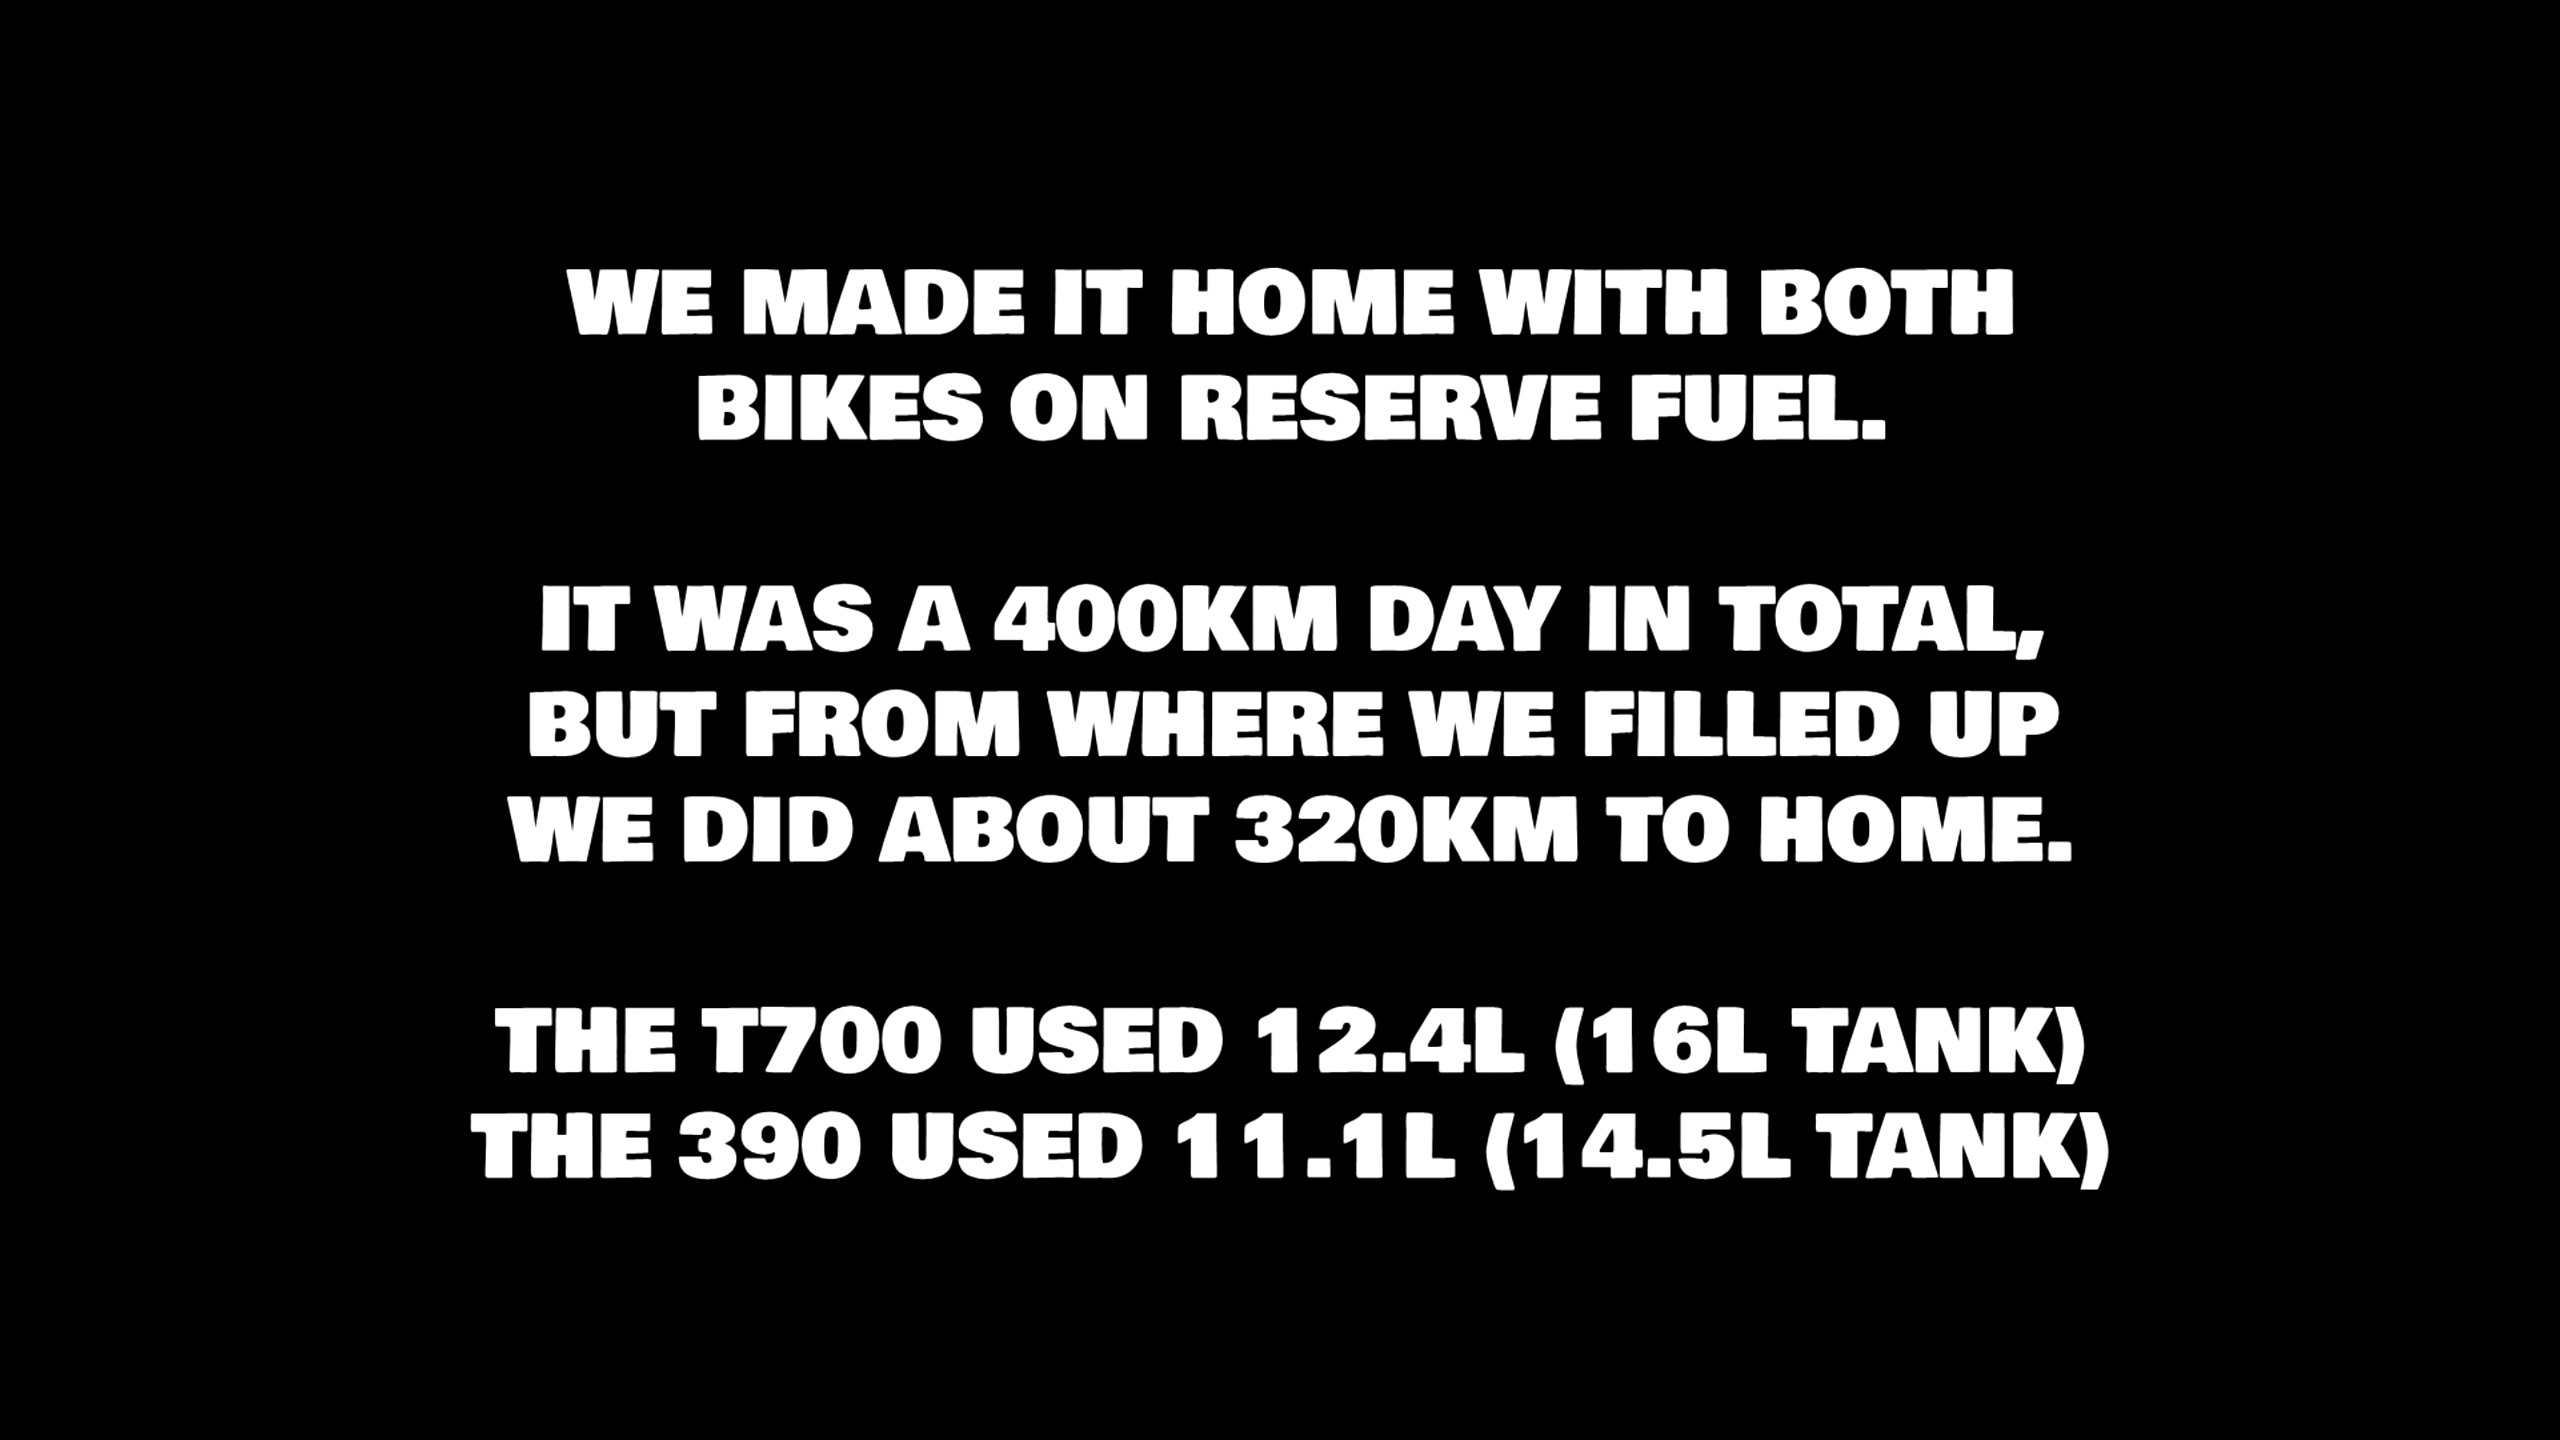 WE MADE IT HOME WITH BOTH
BIKES ON RESERVE FUEL.
IT WAS A 400KM DAY IN TOTAL,
BUT FROM WHERE WE FILLED UP
WE DID ABOUT 320KM TO HOME.
THE T700 USED 12.4L (16L TANK)
THE 390 USED 11.1L (14.5L TANK)